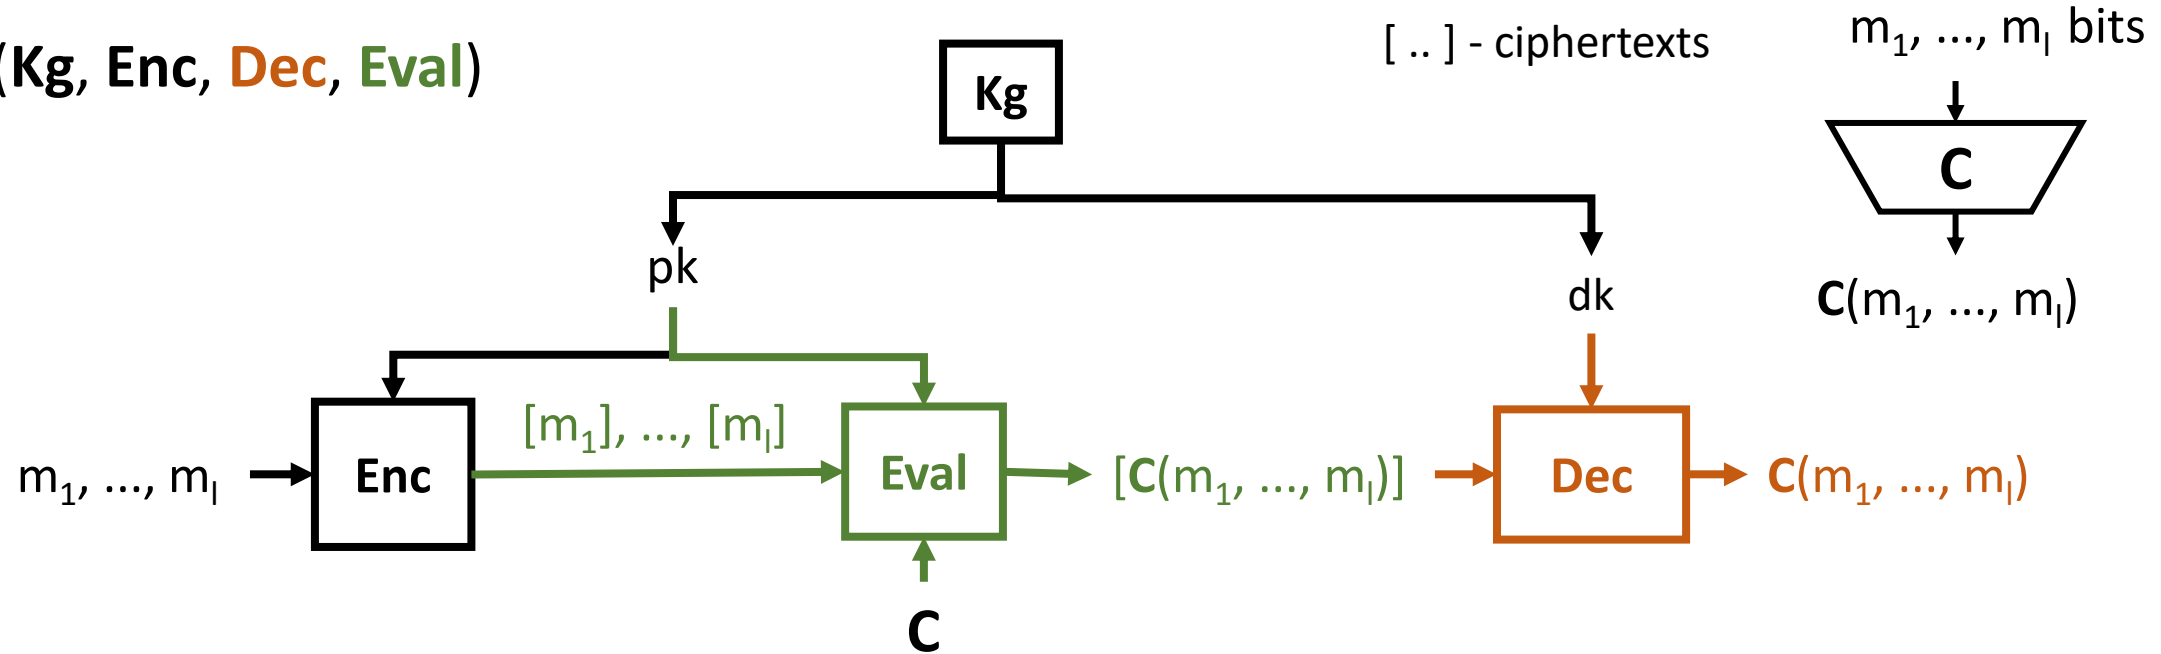 (Kg, Enc, Dec, Eval)
Kg
[ .. ] - ciphertexts
m1, ..., ml bits
C
C(m1, ..., ml)
pk
dk
m1, ..., ml
Enc
[m1], ..., [ml]
Eval
C
[C(m1, ..., ml)]
Dec
C(m1, ..., ml)